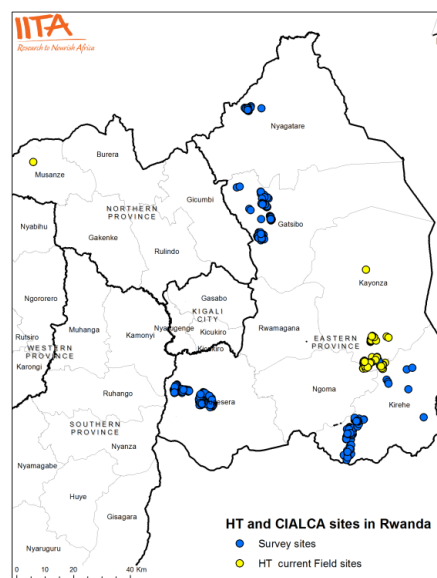 IITA
Research to Nourish Africa
Nyagatare
Burera
Musanze
Gicumbi
NORTHERN
PROVINCE
Nyabihu
Gatsibo
Gakenke
Rulindo
Kayonza
Ngororero
Gasabo
KIGALI
CITY
Rutsiro
Muhanga
Kamonyi
Nyarugenge
Kicukiro
Rwamagana
EASTERN
PROVINCE
WESTERN
PROVINCE
Karongi
Ruhango
Ngoma
Kirehe
SOUTHERN
PROVINCE
Nyanza
Nyamagabe
Huye
Gisagara
Nyaruguru
HT and CIALCA sites in Rwanda
Survey sites
HT current Field sites
0
20
40 Km